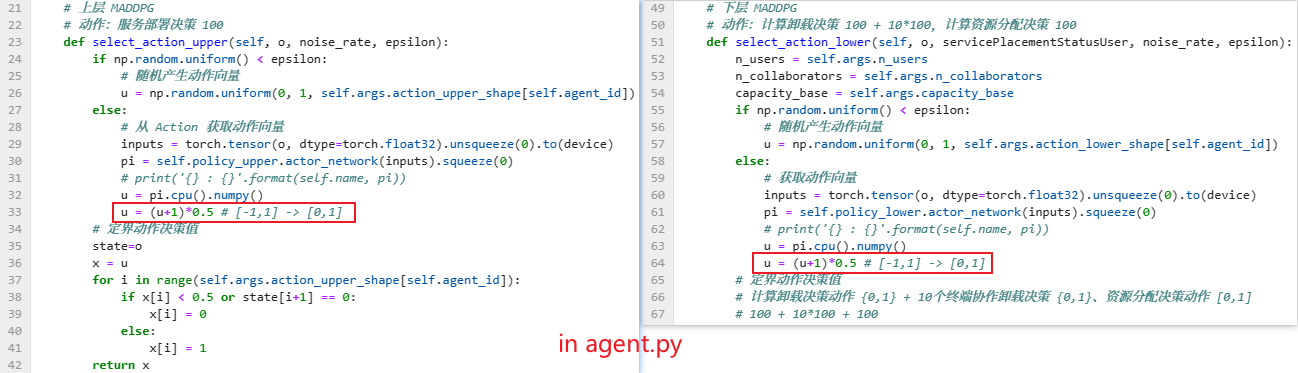 21 # 上层 MADDPG
22 # 动作：服务部署决策 100
23 def select_action_upper(self, o, noise_rate, epsilon):
24 if np.random.uniform() < epsilon:
25 # 随机产生动作向量
26 u = np.random.uniform(0, 1, self.args.action_upper_shape[self.agent_id])
27 else:
28 # 从 Action 获取动作向量
29 inputs = torch.tensor(o, dtype=torch.float32).unsqueeze(0).to(device)
30 pi = self.policy_upper.actor_network(inputs).squeeze(0)
31 # print('{} : {}'.format(self.name, pi))
32 u = pi.cpu().numpy()
33 u = (u+1)*0.5 # [-1,1] -> [0,1]
34 # 定界动作决策值
35 state=o
36 x = u
37 for i in range(self.args.action_upper_shape[self.agent_id]):
38 if x[i] < 0.5 or state[i+1] == 0:
39 x[i] = 0
40 else:
41 x[i] = 1
42 return x
49 # 下层 MADDPG
50 # 动作：计算卸载决策 100 + 10*100, 计算资源分配决策 100
51 def select_action_lower(self, o, servicePlacementStatusUser, noise_rate, epsilon):
52 n_users = self.args.n_users
53 n_collaborators = self.args.n_collaborators
54 capacity_base = self.args.capacity_base
55 if np.random.uniform() < epsilon:
56 # 随机产生动作向量
57 u = np.random.uniform(0, 1, self.args.action_lower_shape[self.agent_id])
58 else:
59 # 获取动作向量
60 inputs = torch.tensor(o, dtype=torch.float32).unsqueeze(0).to(device)
61 pi = self.policy_lower.actor_network(inputs).squeeze(0)
62 # print('{} : {}'.format(self.name, pi))
63 u = pi.cpu().numpy()
64 u = (u+1)*0.5 # [-1,1] -> [0,1]
65 # 定界动作决策值
66 # 计算卸载决策动作 {0,1} + 10个终端协作卸载决策 {0,1}、资源分配决策动作 [0,1]
67 # 100 + 10*100 + 100
in agent.py